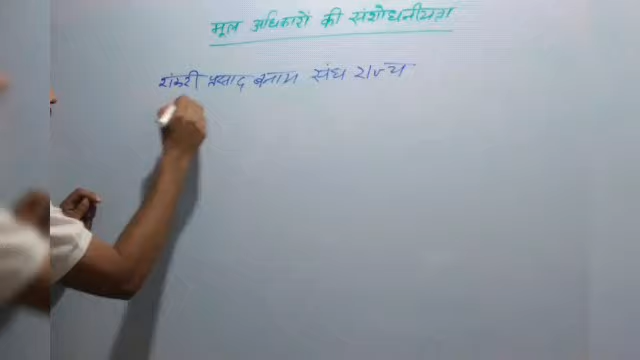 मूल अधिकारों की संशोधनीयता
शंकरी प्रसाद बनाम संघ राज्य